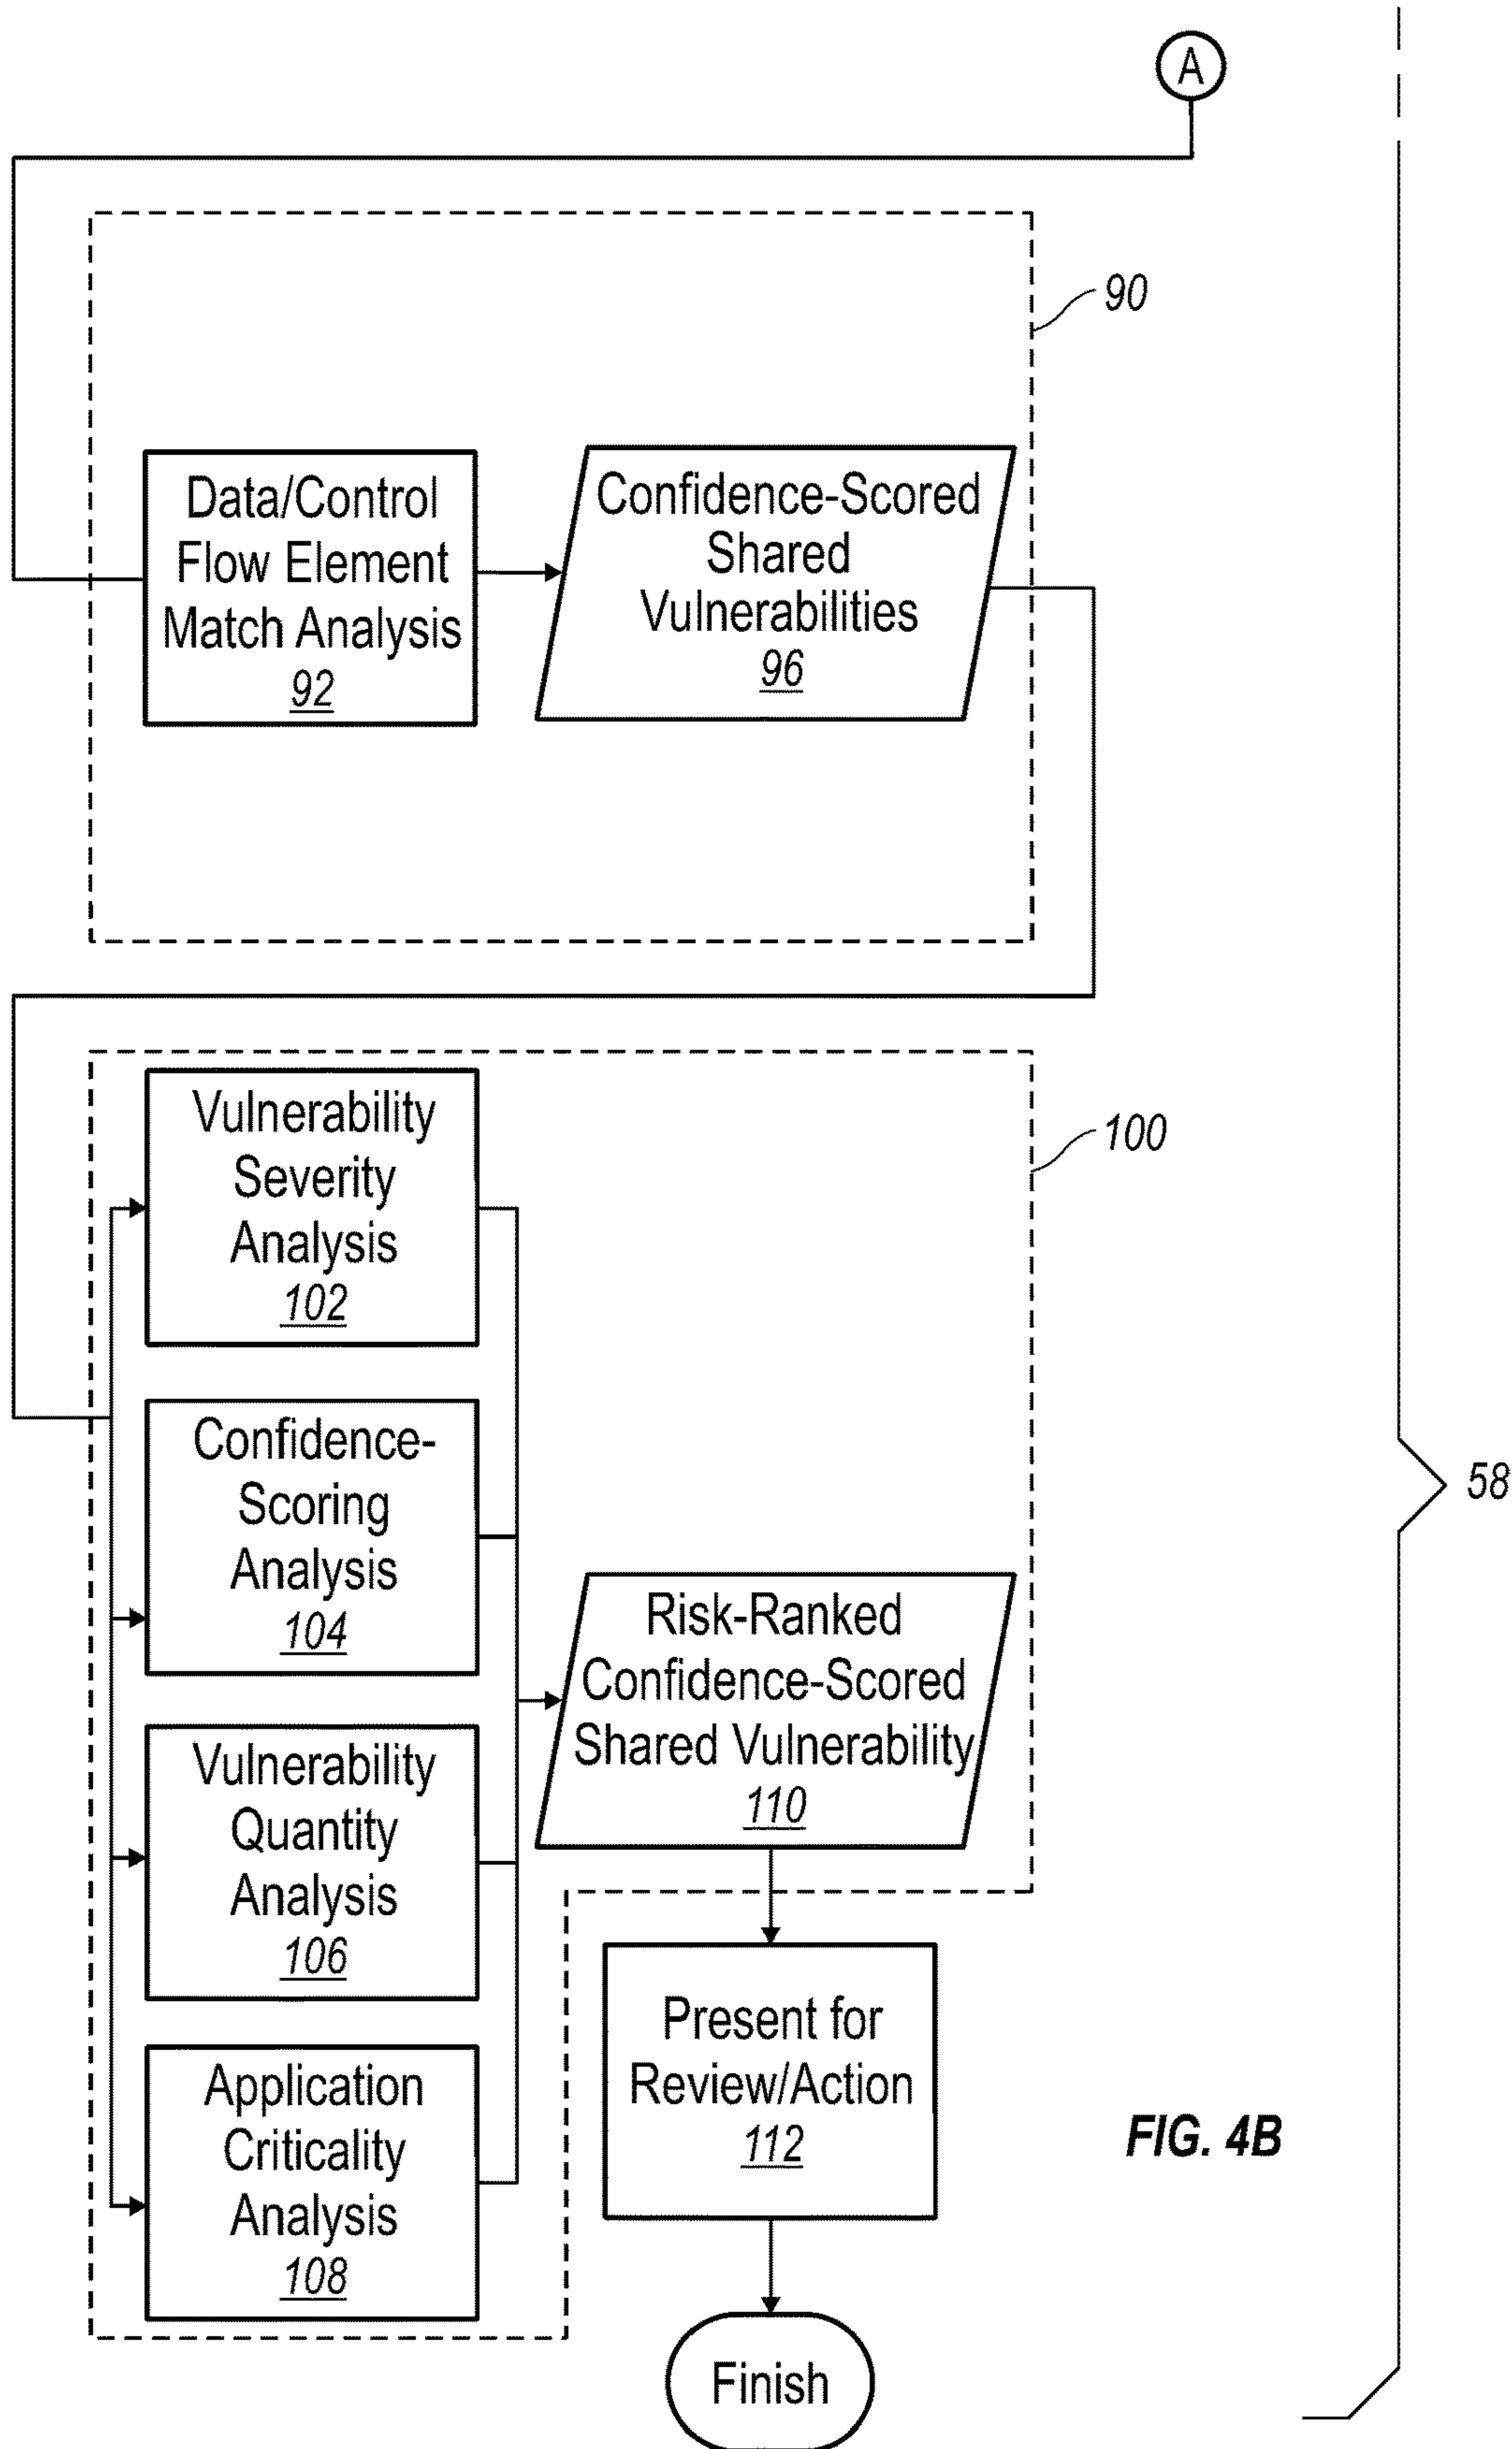 A
90
Data/Control
Flow Element
Match Analysis
92
Confidence-Scored
Shared
Vulnerabilities
96
100
Vulnerability
Severity
Analysis
102
Confidence-
Scoring
Analysis
104
Vulnerability
Quantity
Analysis
106
Application
Criticality
Analysis
108
Risk-Ranked
Confidence-Scored
Shared Vulnerability
110
Present for
Review/Action
112
Finish
58
FIG. 4B